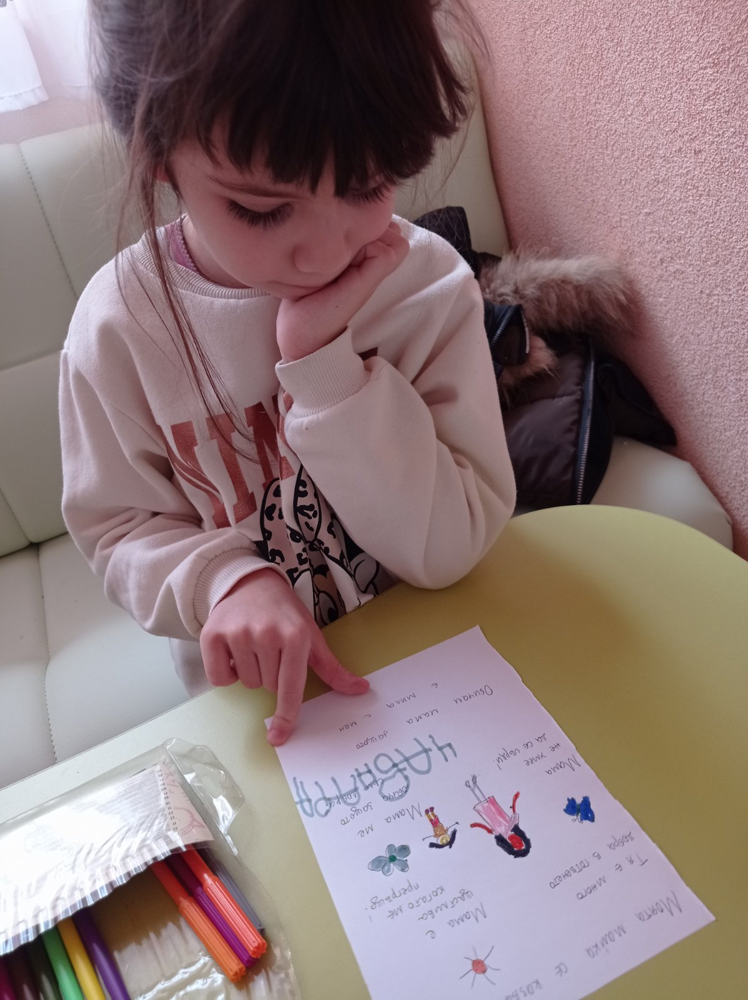 Моята майка се казва
Тя е много
добра в готвенето
Мама е
щастлива
когато ме
прегръща!
Мама
не умее
да се сърди!
Мама ме
обича защото
съм добра
Обичам мама защото
е мила с мен